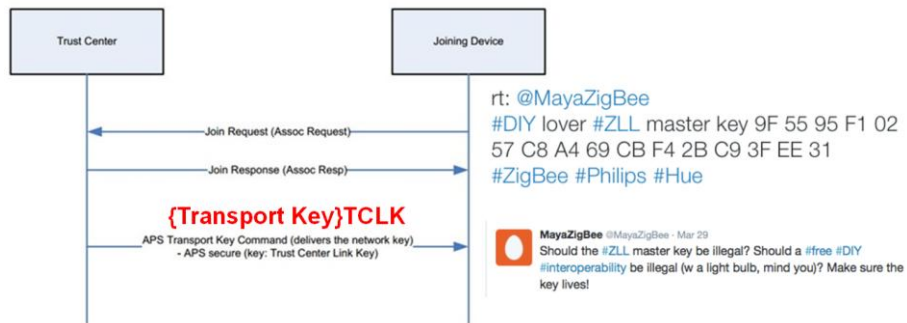 Trust Center
Joining Device
Join Request (Assoc Request)
Join Response (Assoc Resp)
{Transport Key}TCLK
APS Transport Key Command (delivers the network key)
- APS secure (key: Trust Center Link Key)
rt: @MayaZigBee
#DIY lover #ZLL master key 9F 55 95 F1 02
57 C8 A4 69 CB F4 2B C9 3F EE 31
#ZigBee #Philips #Hue
MayaZigBee @MayaZigBee · Mar 29
Should the #ZLL master key be illegal? Should a #free #DIY
#interoperability be illegal (w a light bulb, mind you)? Make sure the
key lives!